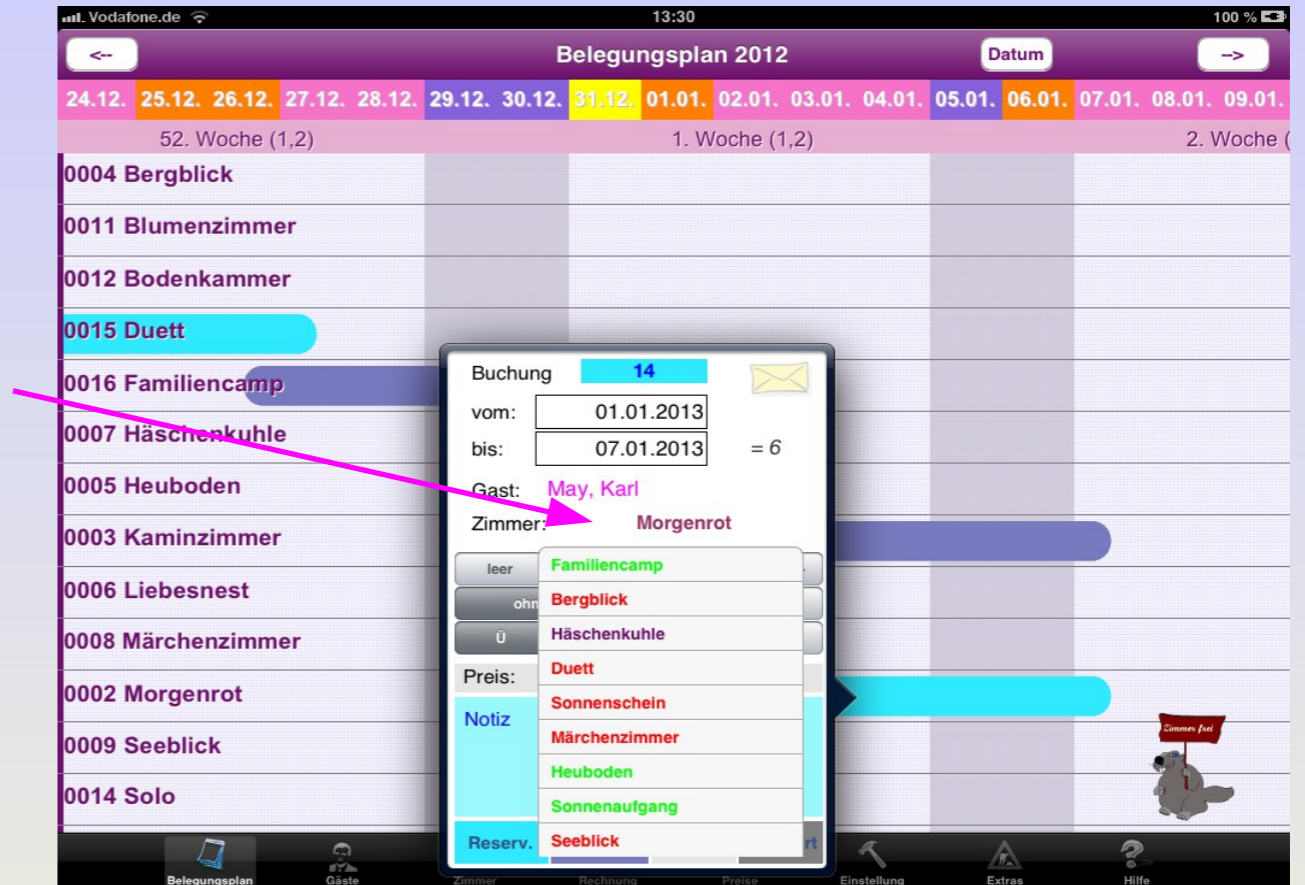 Vodafone.de 13:30 100 %
<-- Belegungsplan 2012 Datum -->
24.12. 25.12. 26.12. 27.12. 28.12. 29.12. 30.12. 31.12. 01.01. 02.01. 03.01. 04.01. 05.01. 06.01. 07.01. 08.01. 09.01.
52. Woche (1,2) 1. Woche (1,2) 2. Woche (
0004 Bergblick
0011 Blumenzimmer
0012 Bodenkammer
0015 Duett
0016 Familiencamp
0007 Häschenkuhle
0005 Heuboden
0003 Kaminzimmer
0006 Liebesnest
0008 Märchenzimmer
0002 Morgenrot
0009 Seeblick
0014 Solo
Buchung 14
vom: 01.01.2013
bis: 07.01.2013 = 6
Gast: May, Karl
Zimmer: Morgenrot
leer
ohn
Ü
Preis:
Notiz
Familiencamp
Bergblick
Häschenkuhle
Duett
Sonnenschein
Märchenzimmer
Heuboden
Sonnenaufgang
Seeblick
Reserv. rt
Zimmer frei
Belegungsplan Gäste Zimmer Rechnung Preise Einstellung Extras Hilfe